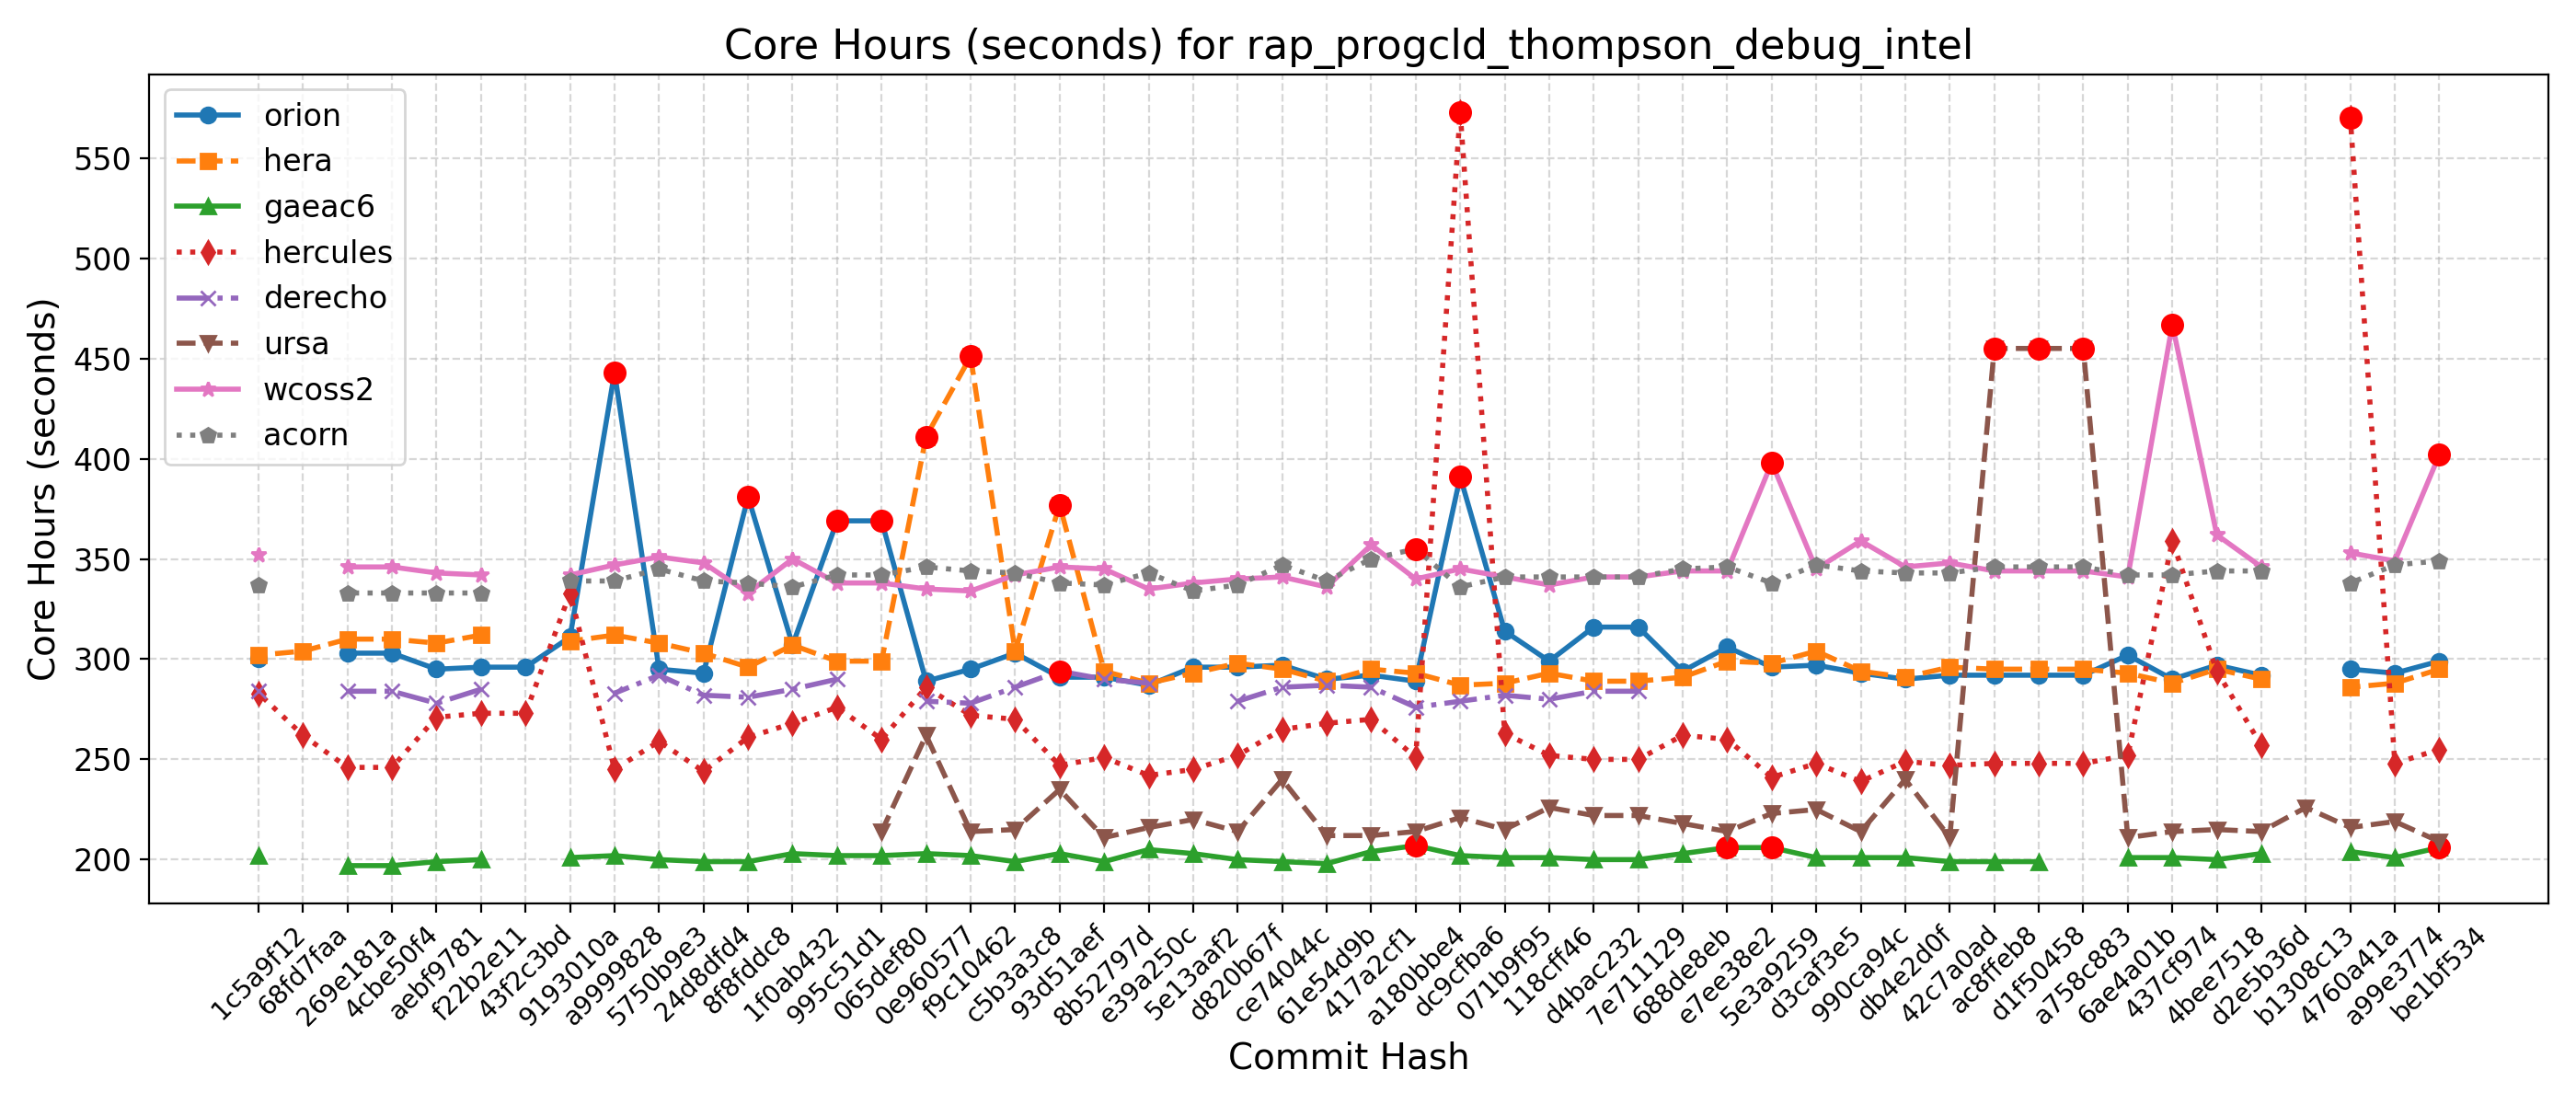 Core Hours (seconds) for rap_progcld_thompson_debug_intel
orion
hera
gaeac6
hercules
derecho
ursa
wcoss2
acorn
Core Hours (seconds)
550
500
450
400
350
300
250
200
1c5a9f12
68fd7faa
269e181a
4cbe50f4
aebf9781
f22b2e11
43f2c3bd
9193010a
a9999828
5750b9e3
24d8dfd4
8f8fddc8
1f0ab432
995c51d1
065def80
0e960577
f9c10462
c5b3a3c8
93d51aef
8b52797d
e39a250c
5e13aaf2
d820b67f
ce74044c
61e54d9b
417a2cf1
a180bbe4
dc9cfba6
071b9f95
118cff46
d4bac232
7e711129
688de8eb
e7ee38e2
5e3a9259
d3caf3e5
990ca94c
db4e2d0f
42c7a0ad
ac8ffeb8
d1f50458
a758c883
6ae4a01b
437cf974
4bee7518
d2e5b36d
b1308c13
4760a41a
a99e3774
be1bf534
Commit Hash